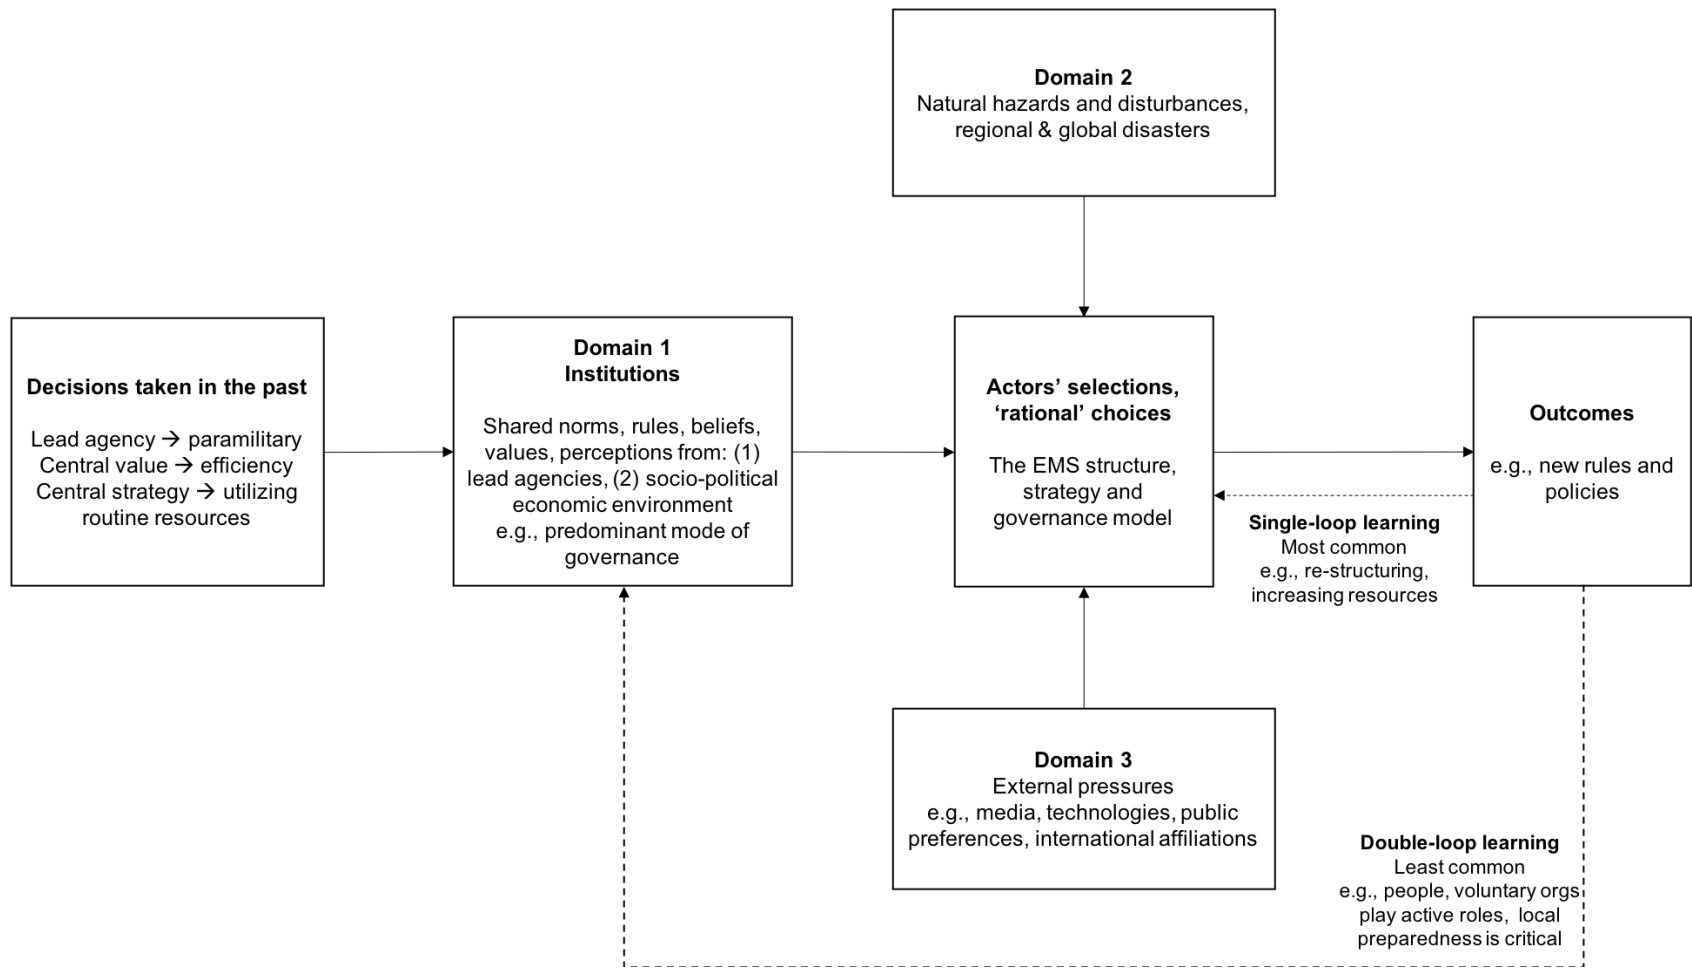 Domain 2
Natural hazards and disturbances,
regional & global disasters
Decisions taken in the past
Lead agency → paramilitary
Central value → efficiency
Central strategy → utilizing
routine resources
Domain 1
Institutions
Shared norms, rules, beliefs,
values, perceptions from: (1)
lead agencies, (2) socio-political
economic environment
e.g., predominant mode of
governance
Actors’ selections,
‘rational’ choices
The EMS structure,
strategy and
governance model
Outcomes
e.g., new rules and
policies
Single-loop learning
Most common
e.g., re-structuring,
increasing resources
Domain 3
External pressures
e.g., media, technologies, public
preferences, international affiliations
Double-loop learning
Least common
e.g., people, voluntary orgs
play active roles, local
preparedness is critical